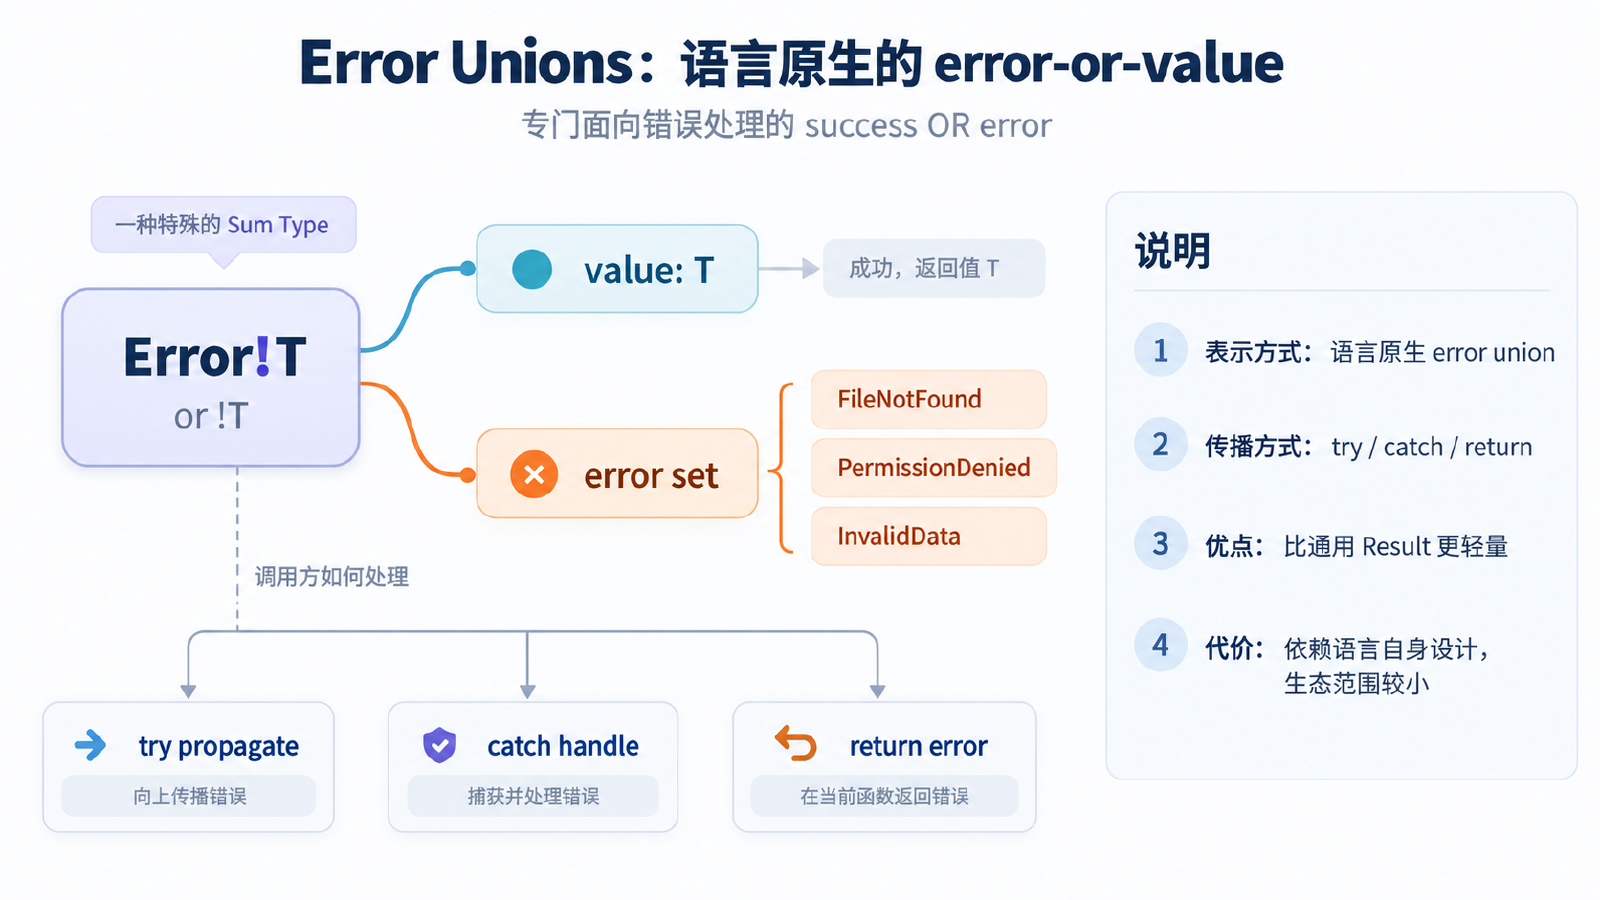 Error Unions：语言原生的 error-or-value
专门面向错误处理的 success OR error
一种特殊的 Sum Type
Error!T
or !T
value: T
成功，返回值 T
error set
FileNotFound
PermissionDenied
InvalidData
调用方如何处理
try propagate
向上传播错误
catch handle
捕获并处理错误
return error
在当前函数返回错误
说明
1 表示方式： 语言原生 error union
2 传播方式： try / catch / return
3 优点： 比通用 Result 更轻量
4 代价： 依赖语言自身设计，
生态范围较小